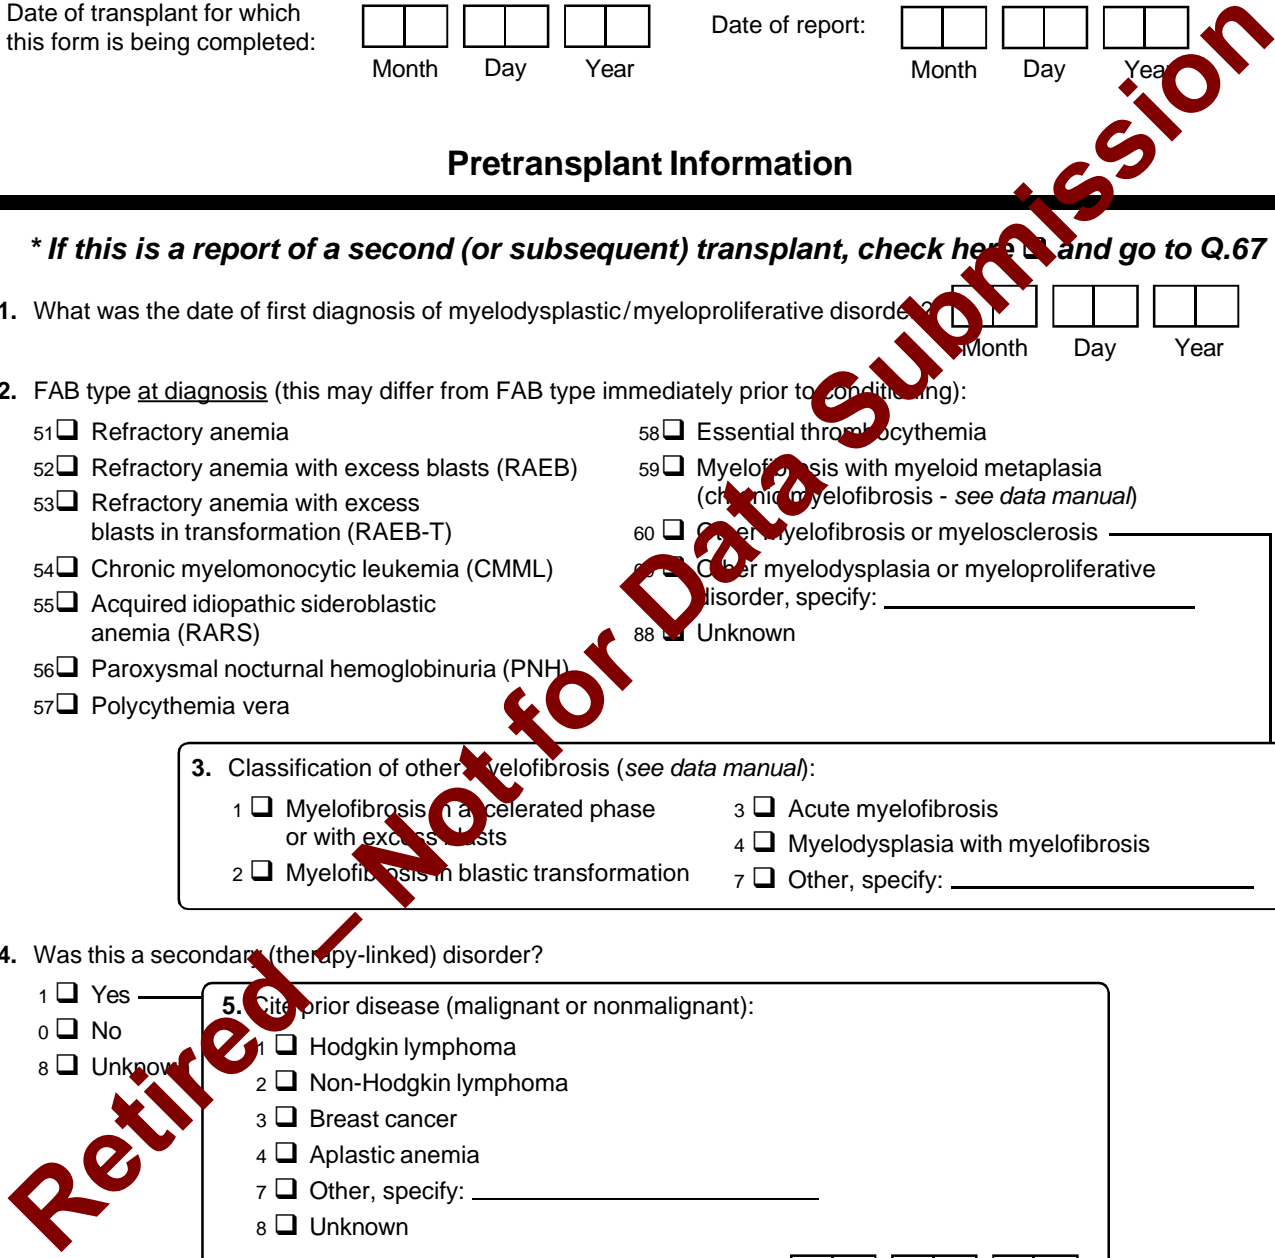 Date of transplant for which
this form is being completed:
Month Day Year
Date of report:
Month Day Year
Pretransplant Information
* If this is a report of a second (or subsequent) transplant, check here ❑ and go to Q.67
1. What was the date of first diagnosis of myelodysplastic/myeloproliferative disorder?
Month Day Year
2. FAB type at diagnosis (this may differ from FAB type immediately prior to conditioning):
51 ❑ Refractory anemia
52 ❑ Refractory anemia with excess blasts (RAEB)
53 ❑ Refractory anemia with excess
blasts in transformation (RAEB-T)
54 ❑ Chronic myelomonocytic leukemia (CMML)
55 ❑ Acquired idiopathic sideroblastic
anemia (RARS)
56 ❑ Paroxysmal nocturnal hemoglobinuria (PNH)
57 ❑ Polycythemia vera
58 ❑ Essential thrombocythemia
59 ❑ Myelofibrosis with myeloid metaplasia
(chronic myelofibrosis - see data manual)
60 ❑ Other myelofibrosis or myelosclerosis
❑ Other myelodysplasia or myeloproliferative
disorder, specify:
88 ❑ Unknown
3. Classification of other myelofibrosis (see data manual):
1 ❑ Myelofibrosis in accelerated phase
or with excess blasts
2 ❑ Myelofibrosis in blastic transformation
3 ❑ Acute myelofibrosis
4 ❑ Myelodysplasia with myelofibrosis
7 ❑ Other, specify:
4. Was this a secondary (therapy-linked) disorder?
1 ❑ Yes
0 ❑ No
8 ❑ Unknown
5. Cite prior disease (malignant or nonmalignant):
1 ❑ Hodgkin lymphoma
2 ❑ Non-Hodgkin lymphoma
3 ❑ Breast cancer
4 ❑ Aplastic anemia
7 ❑ Other, specify:
8 ❑ Unknown
Retired – Not for Data Submission